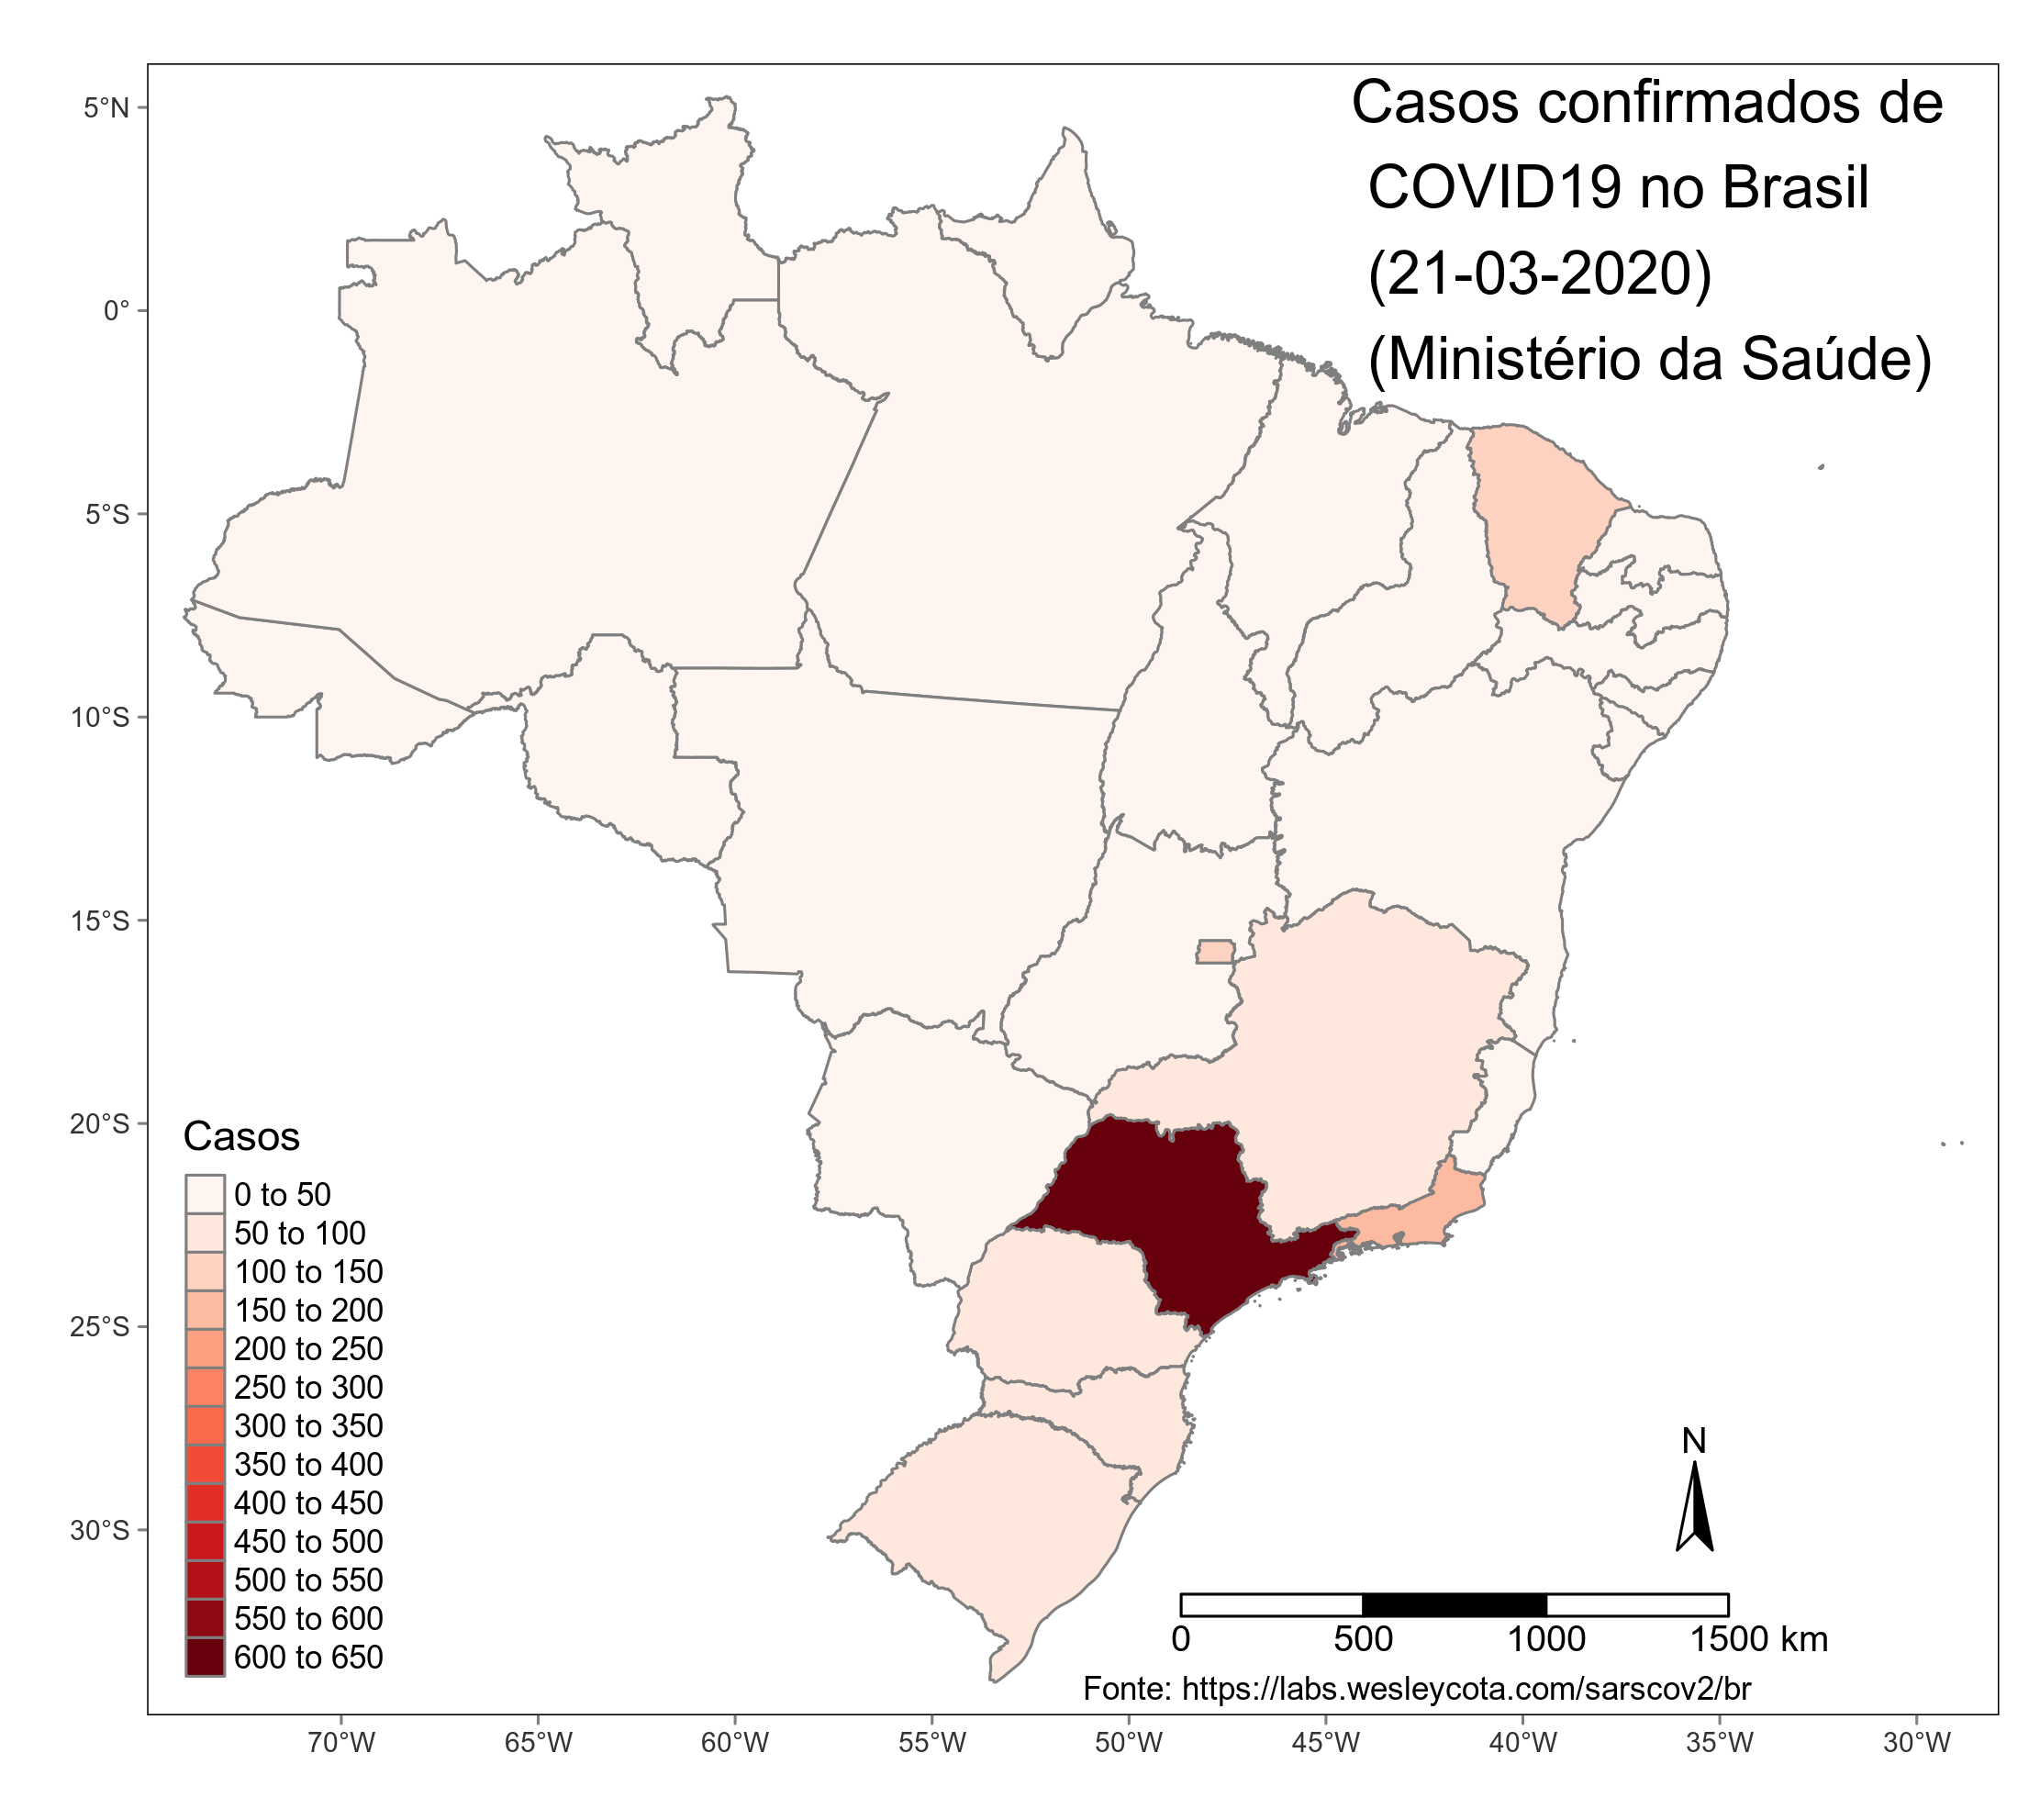 Casos confirmados de
COVID19 no Brasil
(21-03-2020)
(Ministério da Saúde)
5°N
0°
5°S
10°S
15°S
20°S
25°S
30°S
Casos
0 to 50
50 to 100
100 to 150
150 to 200
200 to 250
250 to 300
300 to 350
350 to 400
400 to 450
450 to 500
500 to 550
550 to 600
600 to 650
N
0 500 1000 1500 km
Fonte: https://labs.wesleycota.com/sarscov2/br
70°W 65°W 60°W 55°W 50°W 45°W 40°W 35°W 30°W